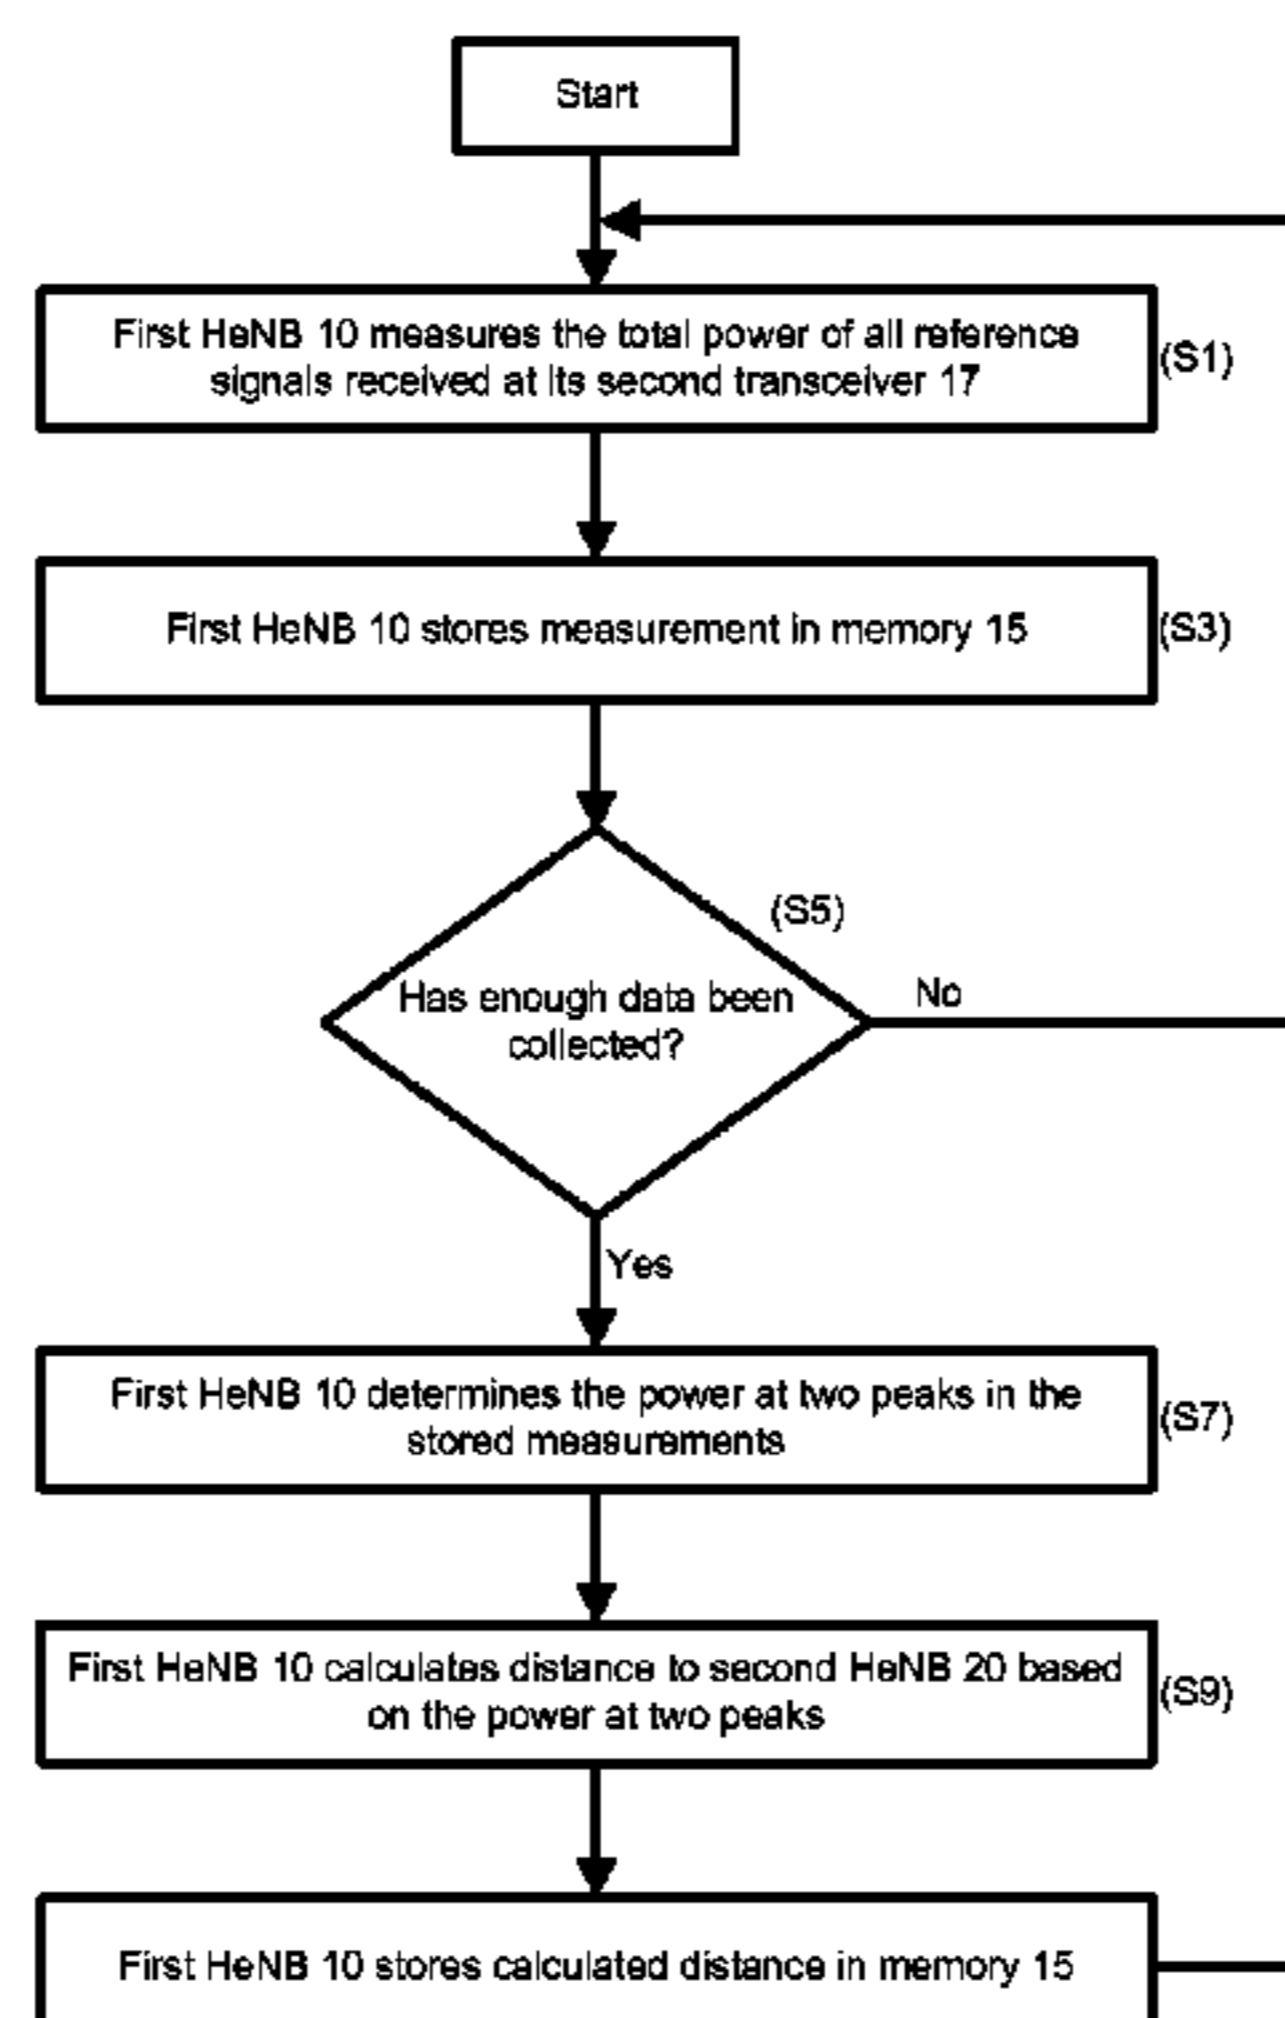 Start
First HeNB 10 measures the total power of all reference
signals received at its second transceiver 17
(S1)
First HeNB 10 stores measurement in memory 15
(S3)
(S5)
Has enough data been
collected?
No
Yes
First HeNB 10 determines the power at two peaks in the
stored measurements
(S7)
First HeNB 10 calculates distance to second HeNB 20 based
on the power at two peaks
(S9)
First HeNB 10 stores calculated distance in memory 15